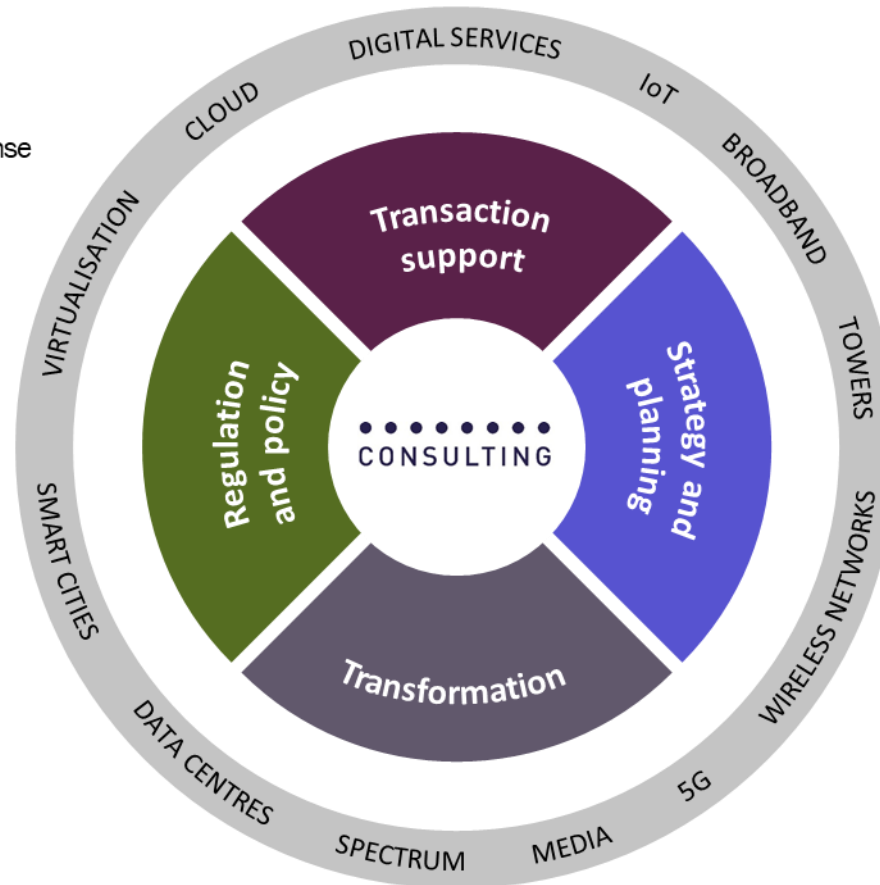 DIGITAL SERVICES
IoT
BROADBAND
TOWERS
WIRELESS NETWORKS
5G
MEDIA
SPECTRUM
DATA CENTRES
SMART CITIES
VIRTUALISATION
CLOUD
Transaction
support
Strategy and
planning
Transformation
Regulation
and policy
CONSULTING